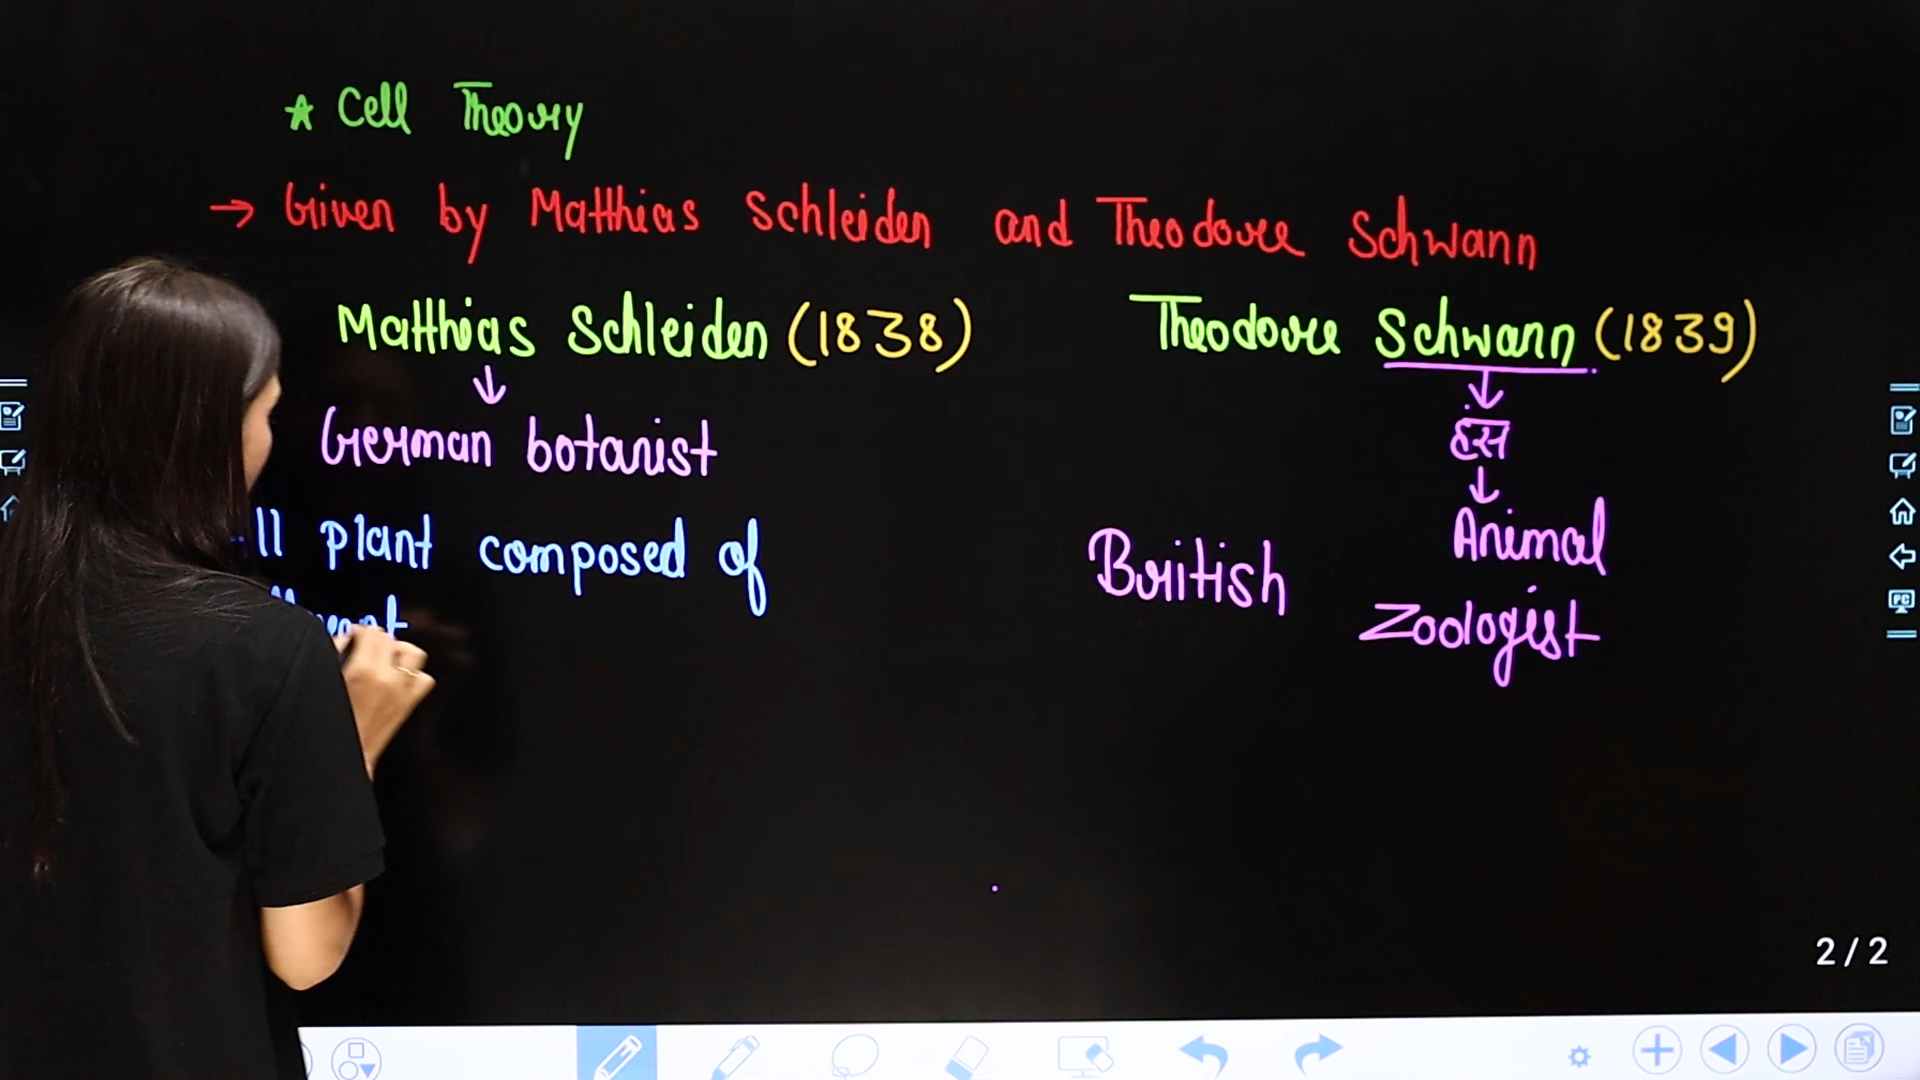 * Cell Theory
→ Given by Matthias Schleiden and Theodore Schwann
Matthias Schleiden (1838)
↓
German botanist
plant composed of
Theodore Schwann (1839)
↓
हंस
↓
Animal
British
Zoologist
2 / 2
PC